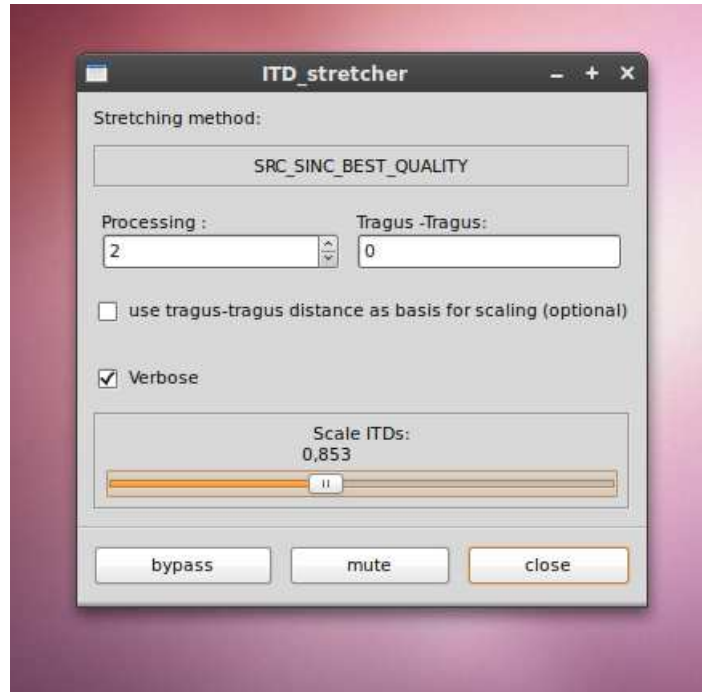 ITD_stretcher
Stretching method:
SRC_SINC_BEST_QUALITY
Processing : Tragus -Tragus:
2 0
use tragus-tragus distance as basis for scaling (optional)
Verbose
Scale ITDs:
0,853
bypass mute close